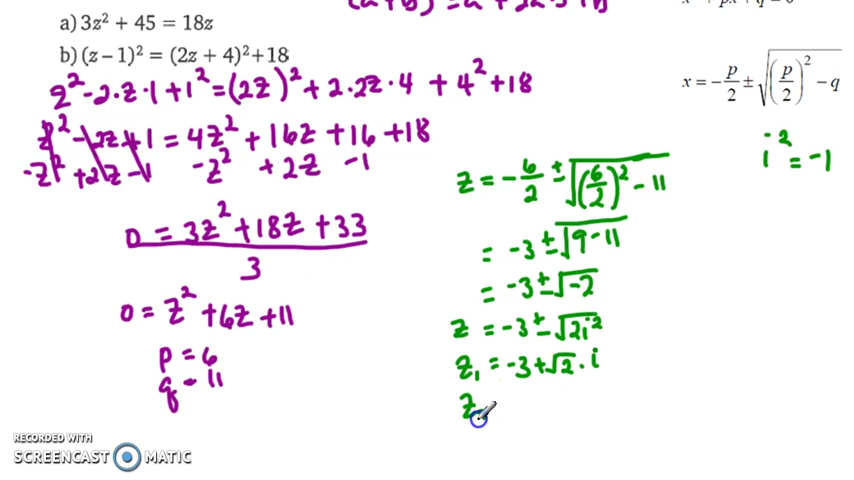 a) 3z² + 45 = 18z
b) (z − 1)² = (2z + 4)² + 18
z² - 2·z·1 + 1² = (2z)² + 2·2z·4 + 4² + 18
z² - 2z + 1 = 4z² + 16z + 16 + 18
-z² + 2z - 1 -z² + 2z - 1
0 = 3z² + 18z + 33
3
0 = z² + 6z + 11
p = 6
q = 11
x = −p/2 ± √((p/2)² − q)
i² = -1
z = -6/2 ± √((6/2)² - 11)
= -3 ± √9 - 11
= -3 ± √-2
z = -3 ± √2i²
z₁ = -3 + √2 · i
z
RECORDED WITH
SCREENCAST MATIC